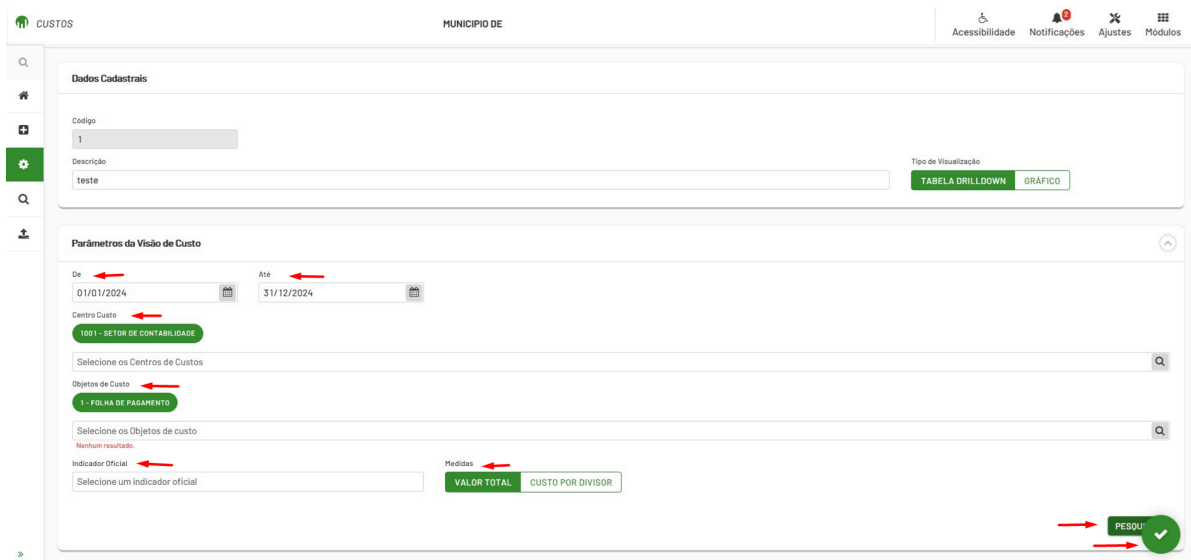 CUSTOS
MUNICIPIO DE
Acessibilidade
2
Notificações
Ajustes
Módulos
Dados Cadastrais
Código
1
Descrição
Tipo de Visualização
teste
TABELA DRILLDOWN
GRÁFICO
Parâmetros da Visão de Custo
De
Até
01/01/2024
31/12/2024
Centro Custo
1001 - SETOR DE CONTABILIDADE
Selecione os Centros de Custos
Objetos de Custo
1 - FOLHA DE PAGAMENTO
Selecione os Objetos de custo
Nenhum resultado.
Indicador Oficial
Medidas
Selecione um indicador oficial
VALOR TOTAL
CUSTO POR DIVISOR